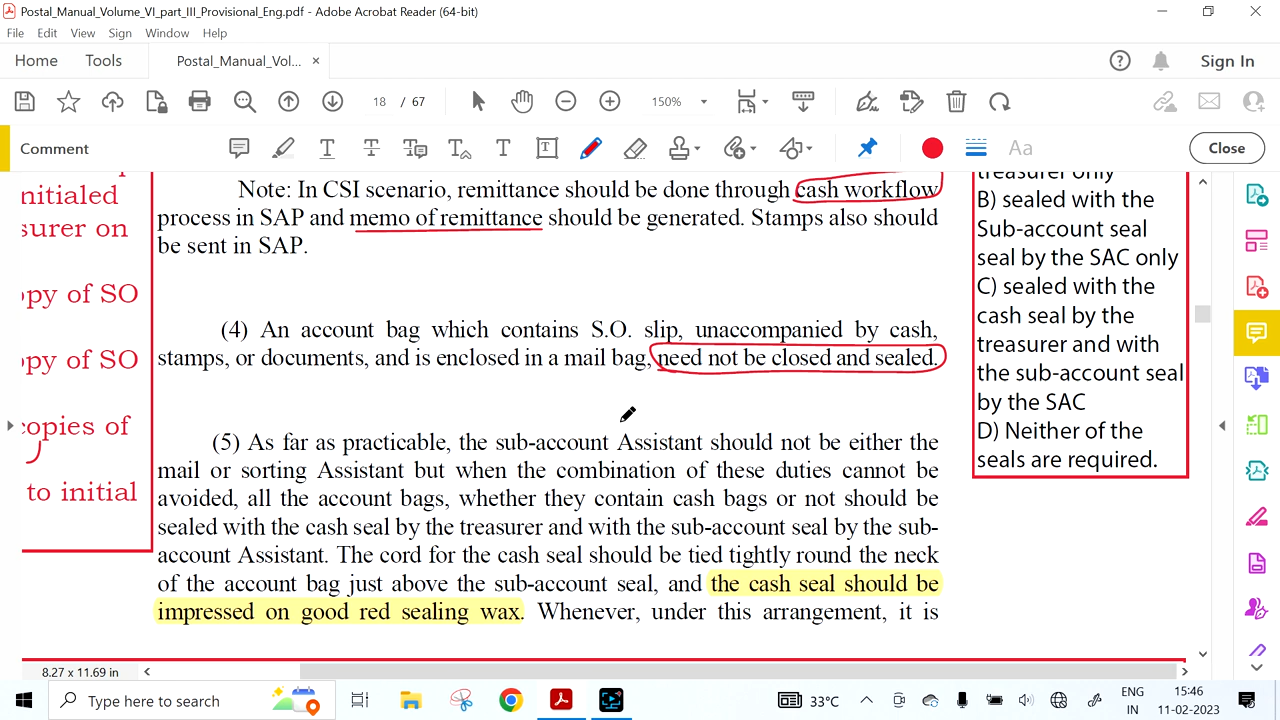 Postal_Manual_Volume_VI_part_III_Provisional_Eng.pdf - Adobe Acrobat Reader (64-bit)
File Edit View Sign Window Help
Home Tools Postal_Manual_Vol... × Sign In
18 / 67 150%
Comment Close
Note: In CSI scenario, remittance should be done through cash workflow
process in SAP and memo of remittance should be generated. Stamps also should
be sent in SAP.
(4) An account bag which contains S.O. slip, unaccompanied by cash,
stamps, or documents, and is enclosed in a mail bag, need not be closed and sealed.
(5) As far as practicable, the sub-account Assistant should not be either the
mail or sorting Assistant but when the combination of these duties cannot be
avoided, all the account bags, whether they contain cash bags or not should be
sealed with the cash seal by the treasurer and with the sub-account seal by the sub-
account Assistant. The cord for the cash seal should be tied tightly round the neck
of the account bag just above the sub-account seal, and the cash seal should be
impressed on good red sealing wax. Whenever, under this arrangement, it is
nitialed
surer on
opy of SO
opy of SO
copies of
to initial
treasurer only
B) sealed with the
Sub-account seal
seal by the SAC only
C) sealed with the
cash seal by the
treasurer and with
the sub-account seal
by the SAC
D) Neither of the
seals are required.
8.27 x 11.69 in
Type here to search
33°C
ENG
IN
15:46
11-02-2023